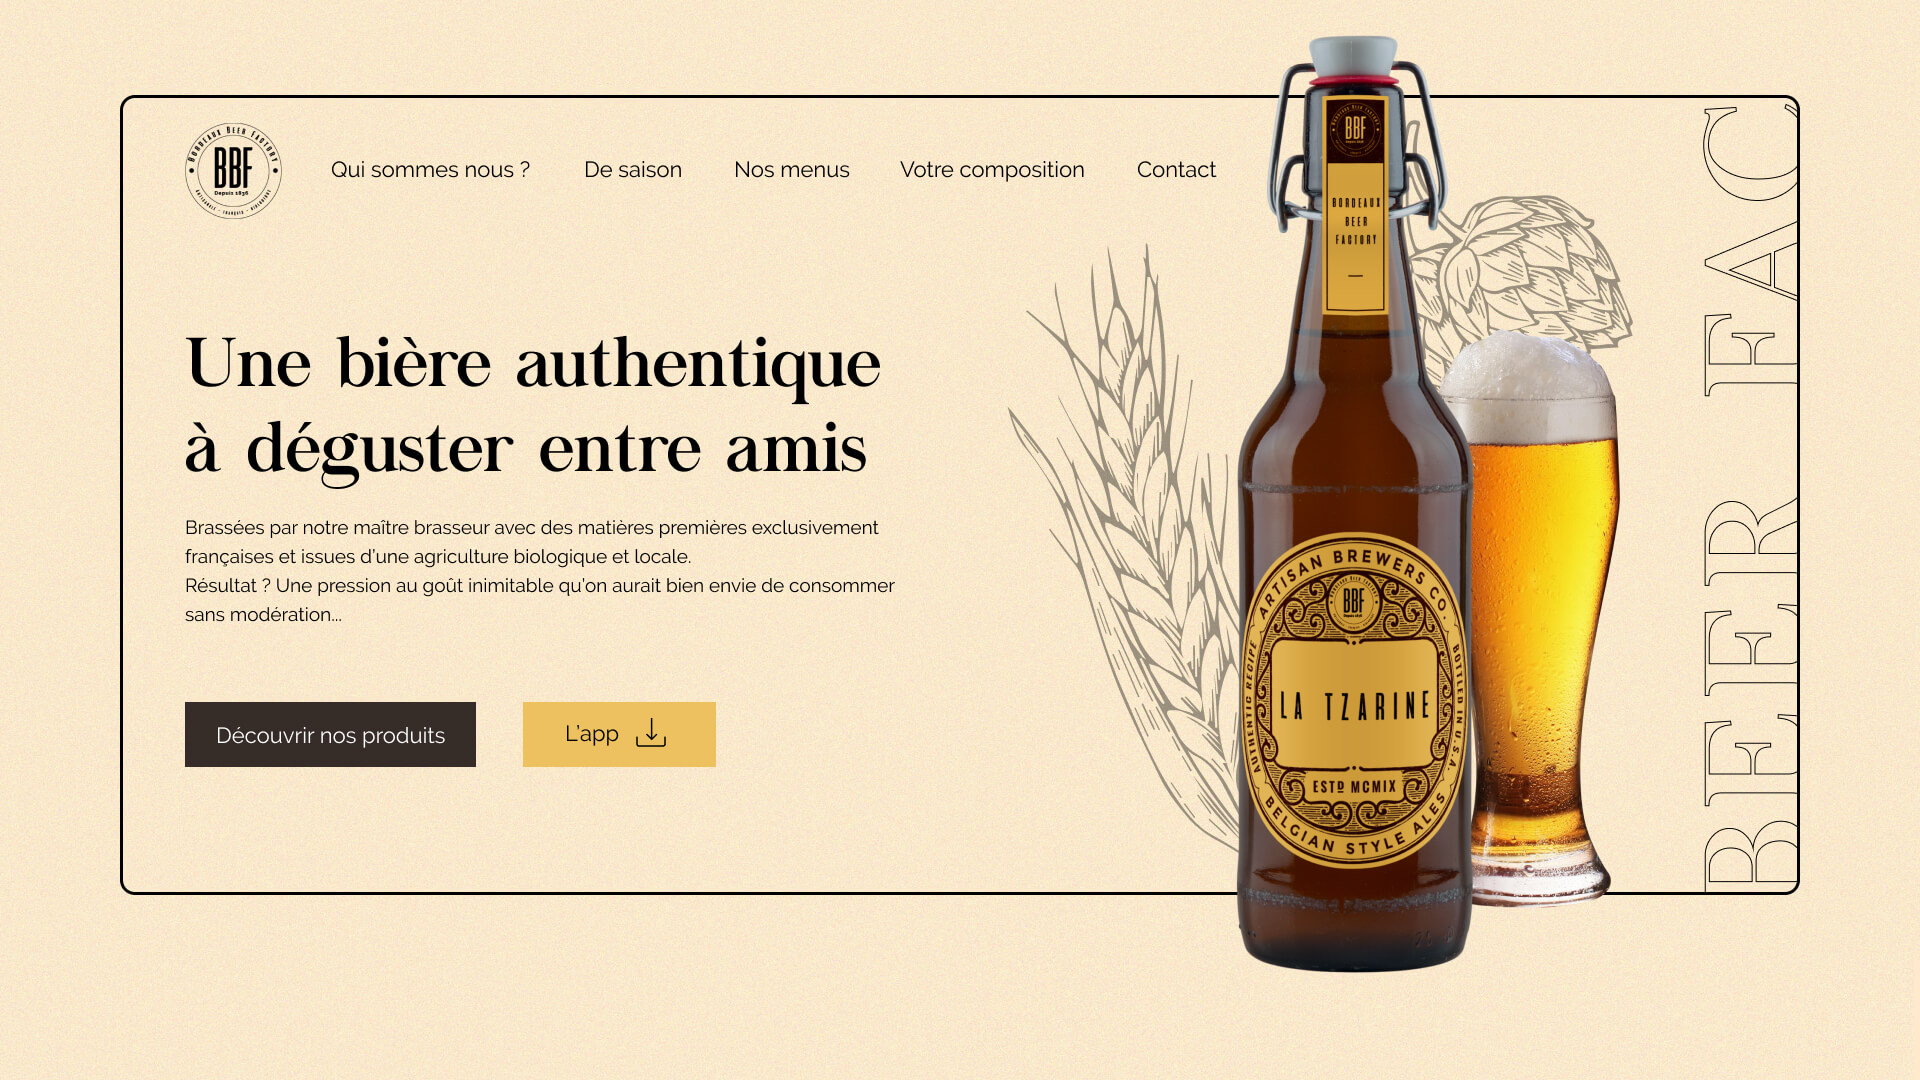 BORDEAUX BEER FACTORY
BBF
Depuis 1836
Qui sommes nous ?
De saison
Nos menus
Votre composition
Contact
Une bière authentique
à déguster entre amis
Brassées par notre maître brasseur avec des matières premières exclusivement
françaises et issues d’une agriculture biologique et locale.
Résultat ? Une pression au goût inimitable qu’on aurait bien envie de consommer
sans modération...
Découvrir nos produits
L’app
BBF
BORDEAUX
BEER
FACTORY
ARTISAN BREWERS CO.
BBF
AUTHENTIC RECIPE
BOTTLED IN U.S.A.
LA TZARINE
ESTD MCMIX
BELGIAN STYLE ALES
BEER FAC